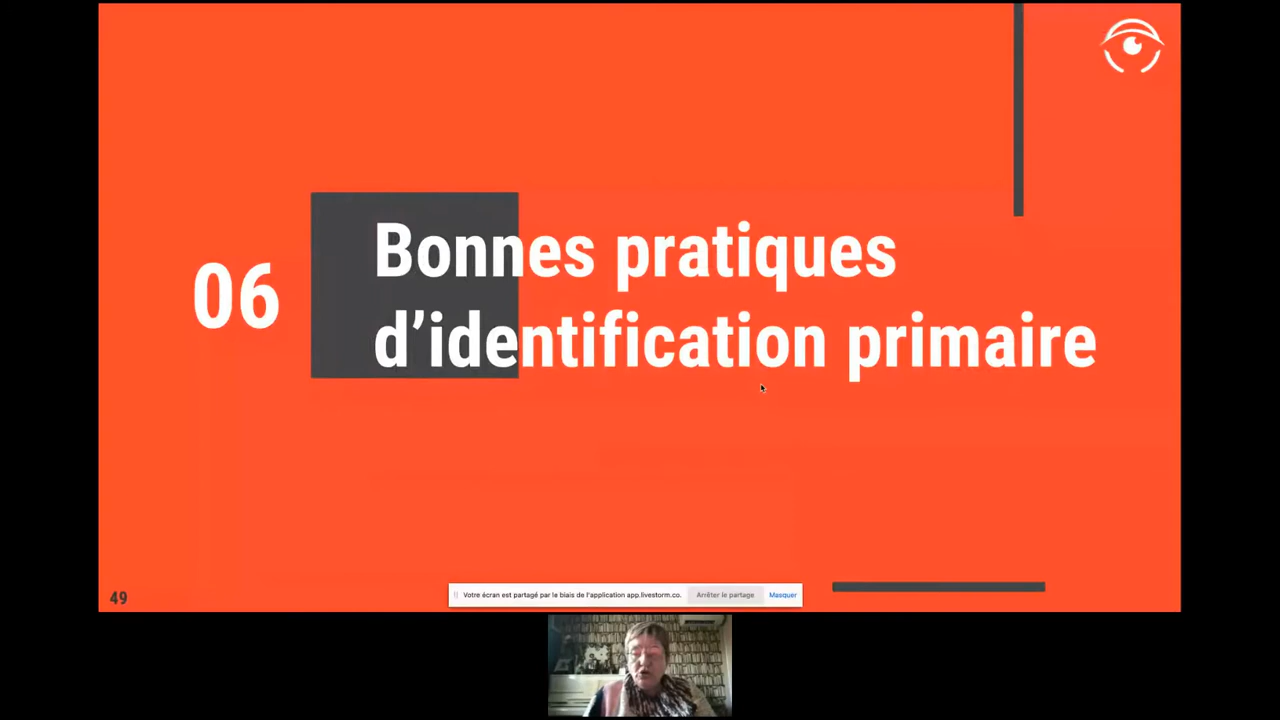 06
Bonnes pratiques
d’identification primaire
49
Votre écran est partagé par le biais de l'application app.livestorm.co.
Arrêter le partage
Masquer